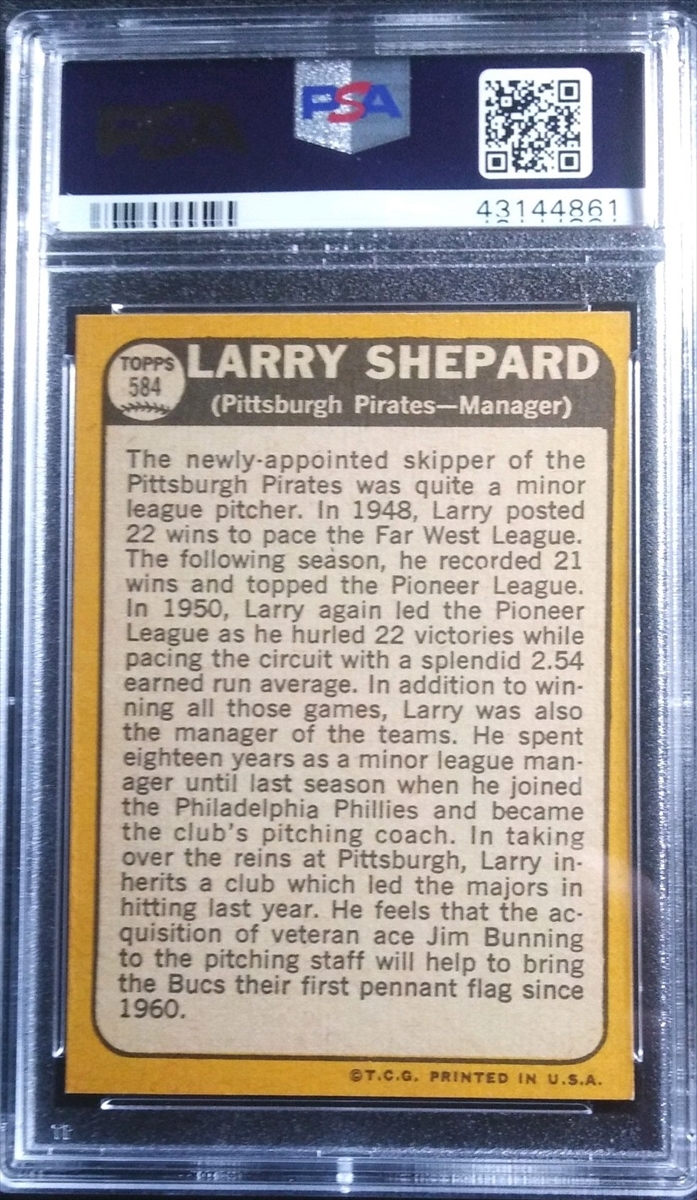 PSA
43144861
TOPPS
584
LARRY SHEPARD
(Pittsburgh Pirates—Manager)
The newly-appointed skipper of the
Pittsburgh Pirates was quite a minor
league pitcher. In 1948, Larry posted
22 wins to pace the Far West League.
The following season, he recorded 21
wins and topped the Pioneer League.
In 1950, Larry again led the Pioneer
League as he hurled 22 victories while
pacing the circuit with a splendid 2.54
earned run average. In addition to win-
ning all those games, Larry was also
the manager of the teams. He spent
eighteen years as a minor league man-
ager until last season when he joined
the Philadelphia Phillies and became
the club's pitching coach. In taking
over the reins at Pittsburgh, Larry in-
herits a club which led the majors in
hitting last year. He feels that the ac-
quisition of veteran ace Jim Bunning
to the pitching staff will help to bring
the Bucs their first pennant flag since
1960.
©T.C.G. PRINTED IN U.S.A.